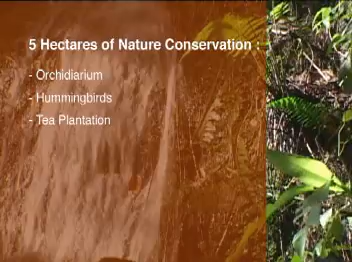 5 Hectares of Nature Conservation :
- Orchidiarium
- Hummingbirds
- Tea Plantation